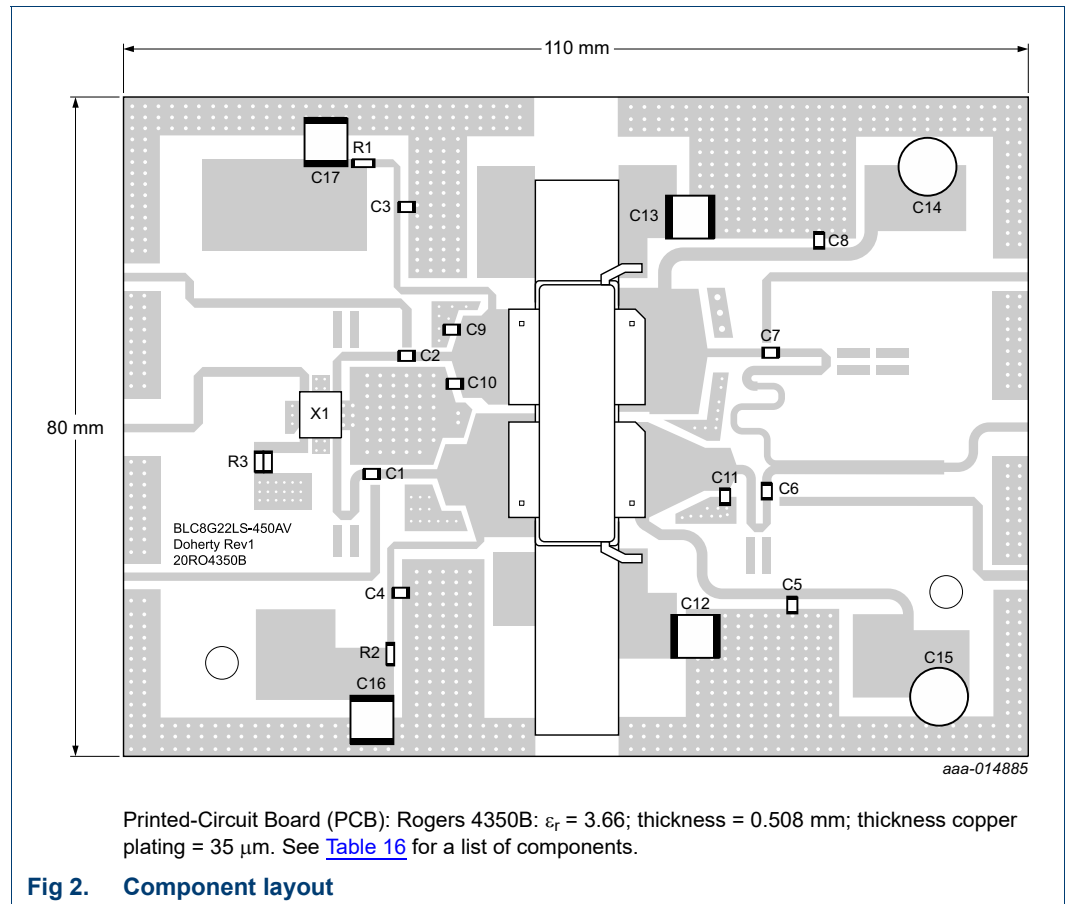 110 mm
80 mm
R1
C17
C3
C13
C14
C8
C9
C2
C7
C10
X1
R3
C1
C11
C6
BLC8G22LS-450AV
Doherty Rev1
20RO4350B
C4
C5
C12
R2
C15
C16
aaa-014885
Printed-Circuit Board (PCB): Rogers 4350B: εr = 3.66; thickness = 0.508 mm; thickness copper
plating = 35 μm. See Table 16 for a list of components.
Fig 2. Component layout